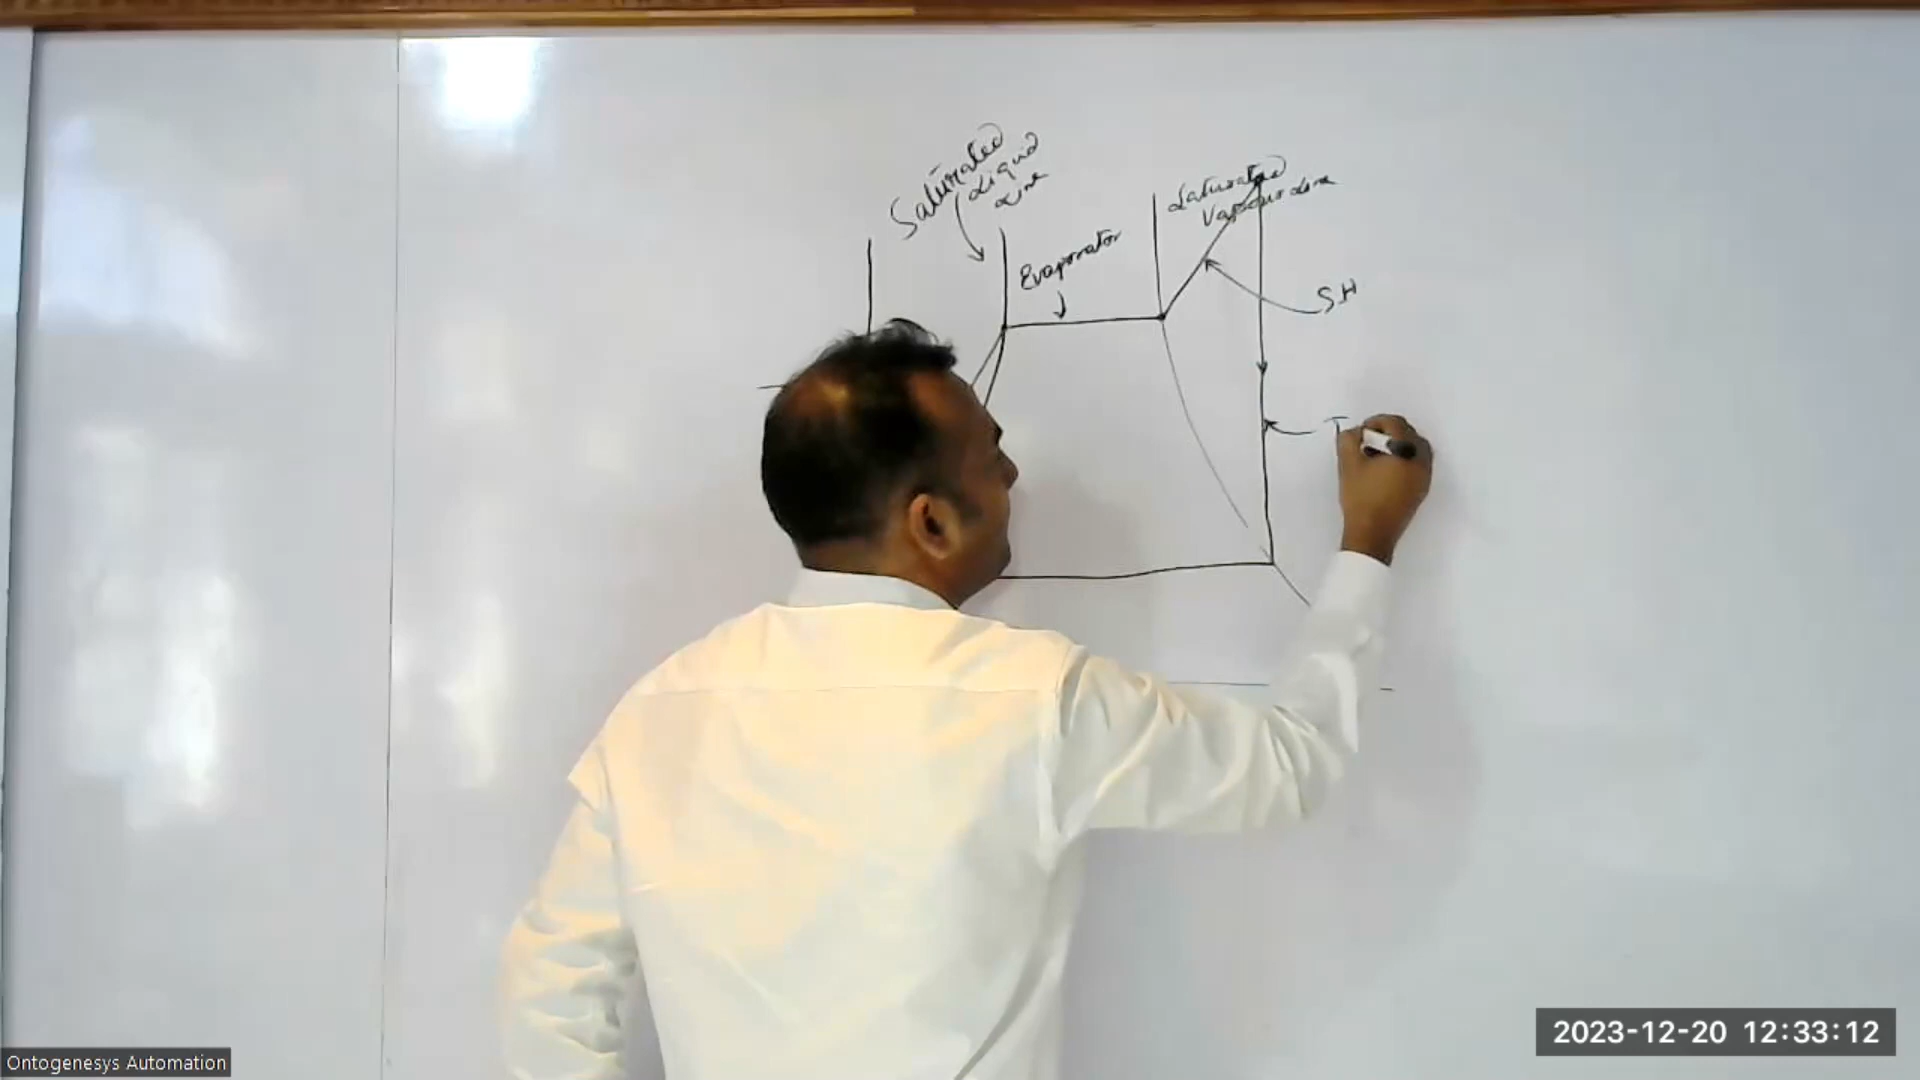 Saturated
Liquid
Line
Saturated
Vapour Line
Evaporator
S.H
T
2023-12-20 12:33:12
Ontogenesys Automation